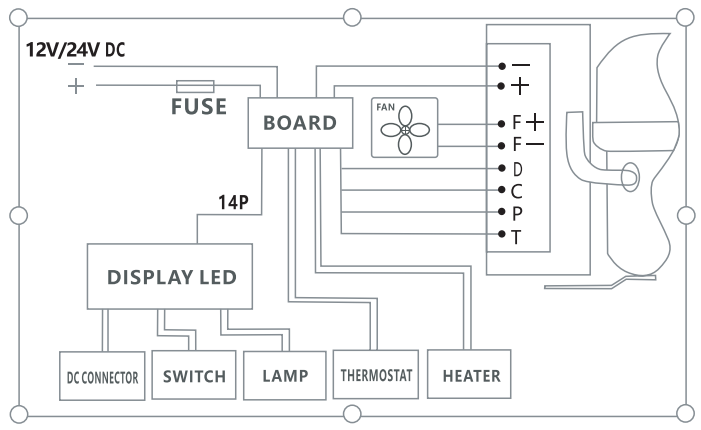 12V/24V DC
−
+
FUSE
BOARD
FAN
−
+
F+
F−
D
C
P
T
14P
DISPLAY LED
DC CONNECTOR
SWITCH
LAMP
THERMOSTAT
HEATER